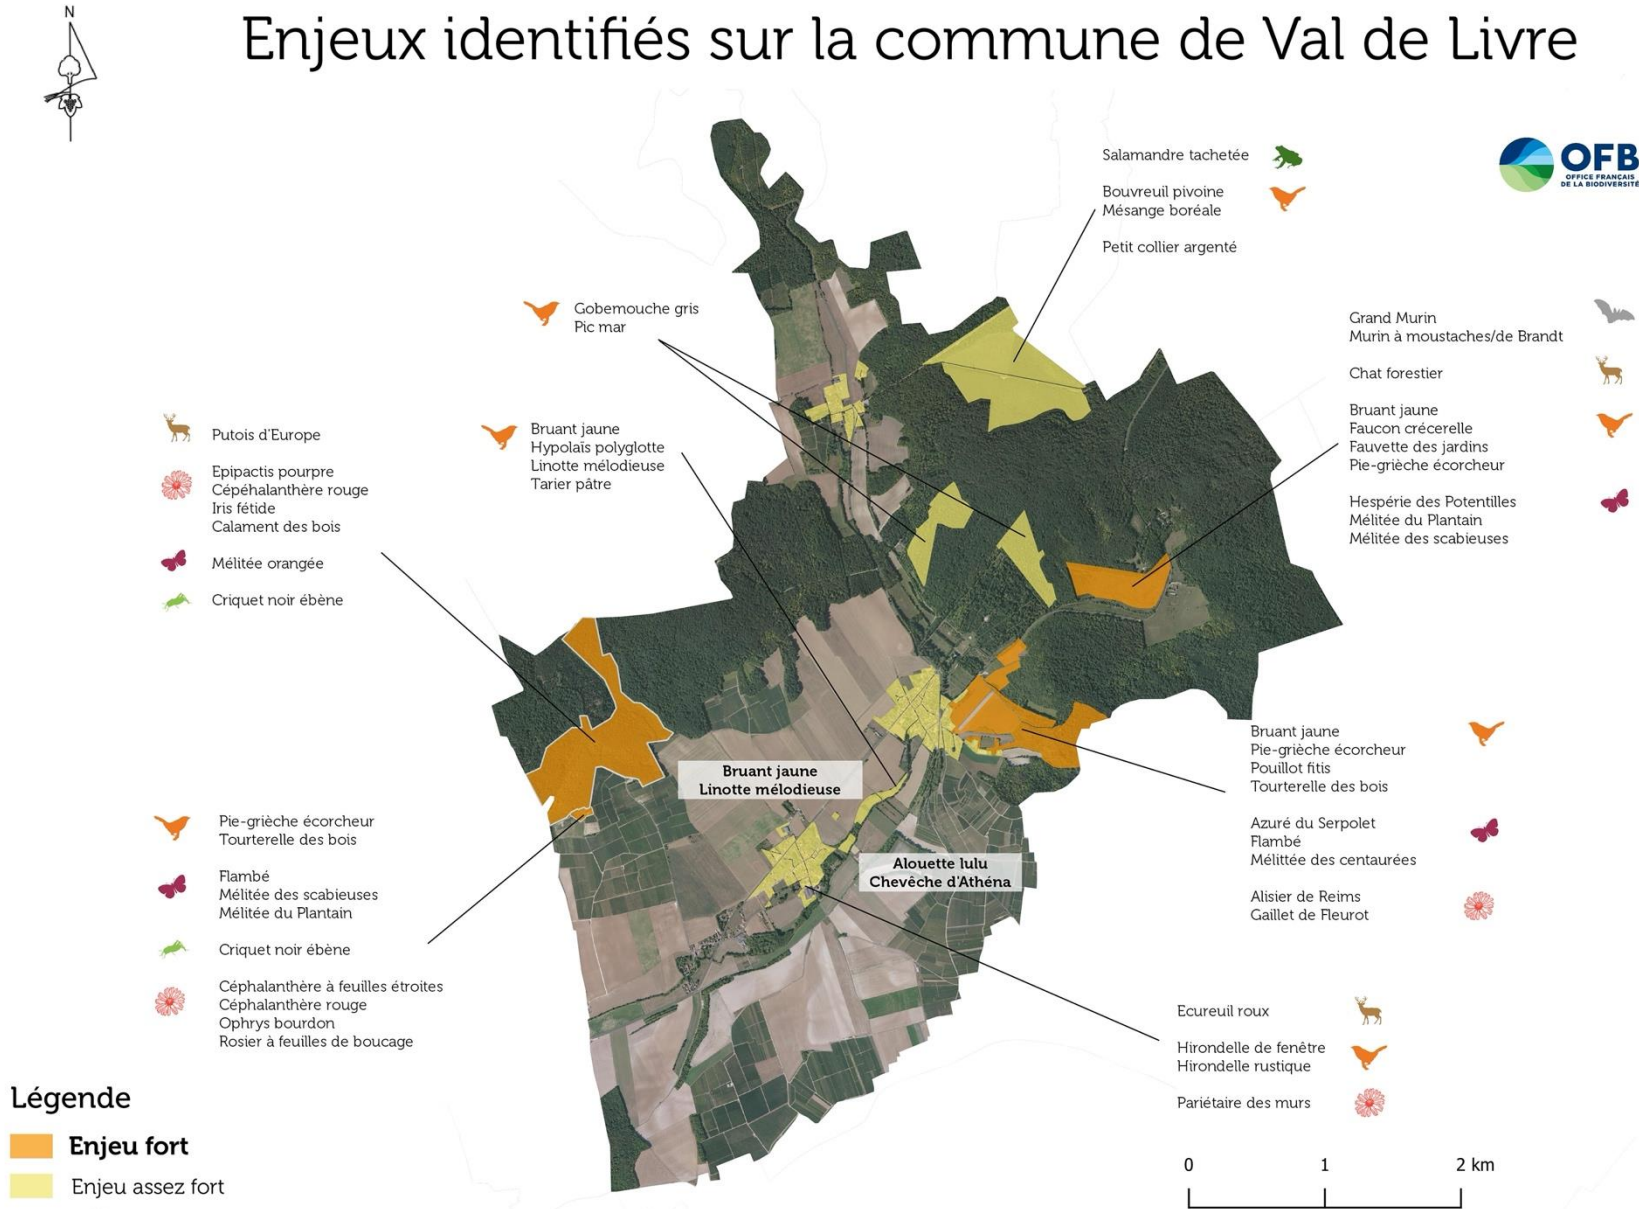 N
Enjeux identifiés sur la commune de Val de Livre
OFB
OFFICE FRANÇAIS
DE LA BIODIVERSITÉ
Salamandre tachetée
Bouvreuil pivoine
Mésange boréale
Petit collier argenté
Gobemouche gris
Pic mar
Grand Murin
Murin à moustaches/de Brandt
Chat forestier
Bruant jaune
Faucon crécerelle
Fauvette des jardins
Pie-grièche écorcheur
Hespérie des Potentilles
Mélitée du Plantain
Mélitée des scabieuses
Bruant jaune
Hypolaïs polyglotte
Linotte mélodieuse
Tarier pâtre
Putois d'Europe
Epipactis pourpre
Cépéhalanthère rouge
Iris fétide
Calament des bois
Mélitée orangée
Criquet noir ébène
Bruant jaune
Linotte mélodieuse
Bruant jaune
Pie-grièche écorcheur
Pouillot fitis
Tourterelle des bois
Azuré du Serpolet
Flambé
Mélittée des centaurées
Alisier de Reims
Gaillet de Fleurot
Alouette lulu
Chevêche d'Athéna
Pie-grièche écorcheur
Tourterelle des bois
Flambé
Mélitée des scabieuses
Mélitée du Plantain
Criquet noir ébène
Céphalanthère à feuilles étroites
Céphalanthère rouge
Ophrys bourdon
Rosier à feuilles de boucage
Ecureuil roux
Hirondelle de fenêtre
Hirondelle rustique
Pariétaire des murs
Légende
Enjeu fort
Enjeu assez fort
0 1 2 km